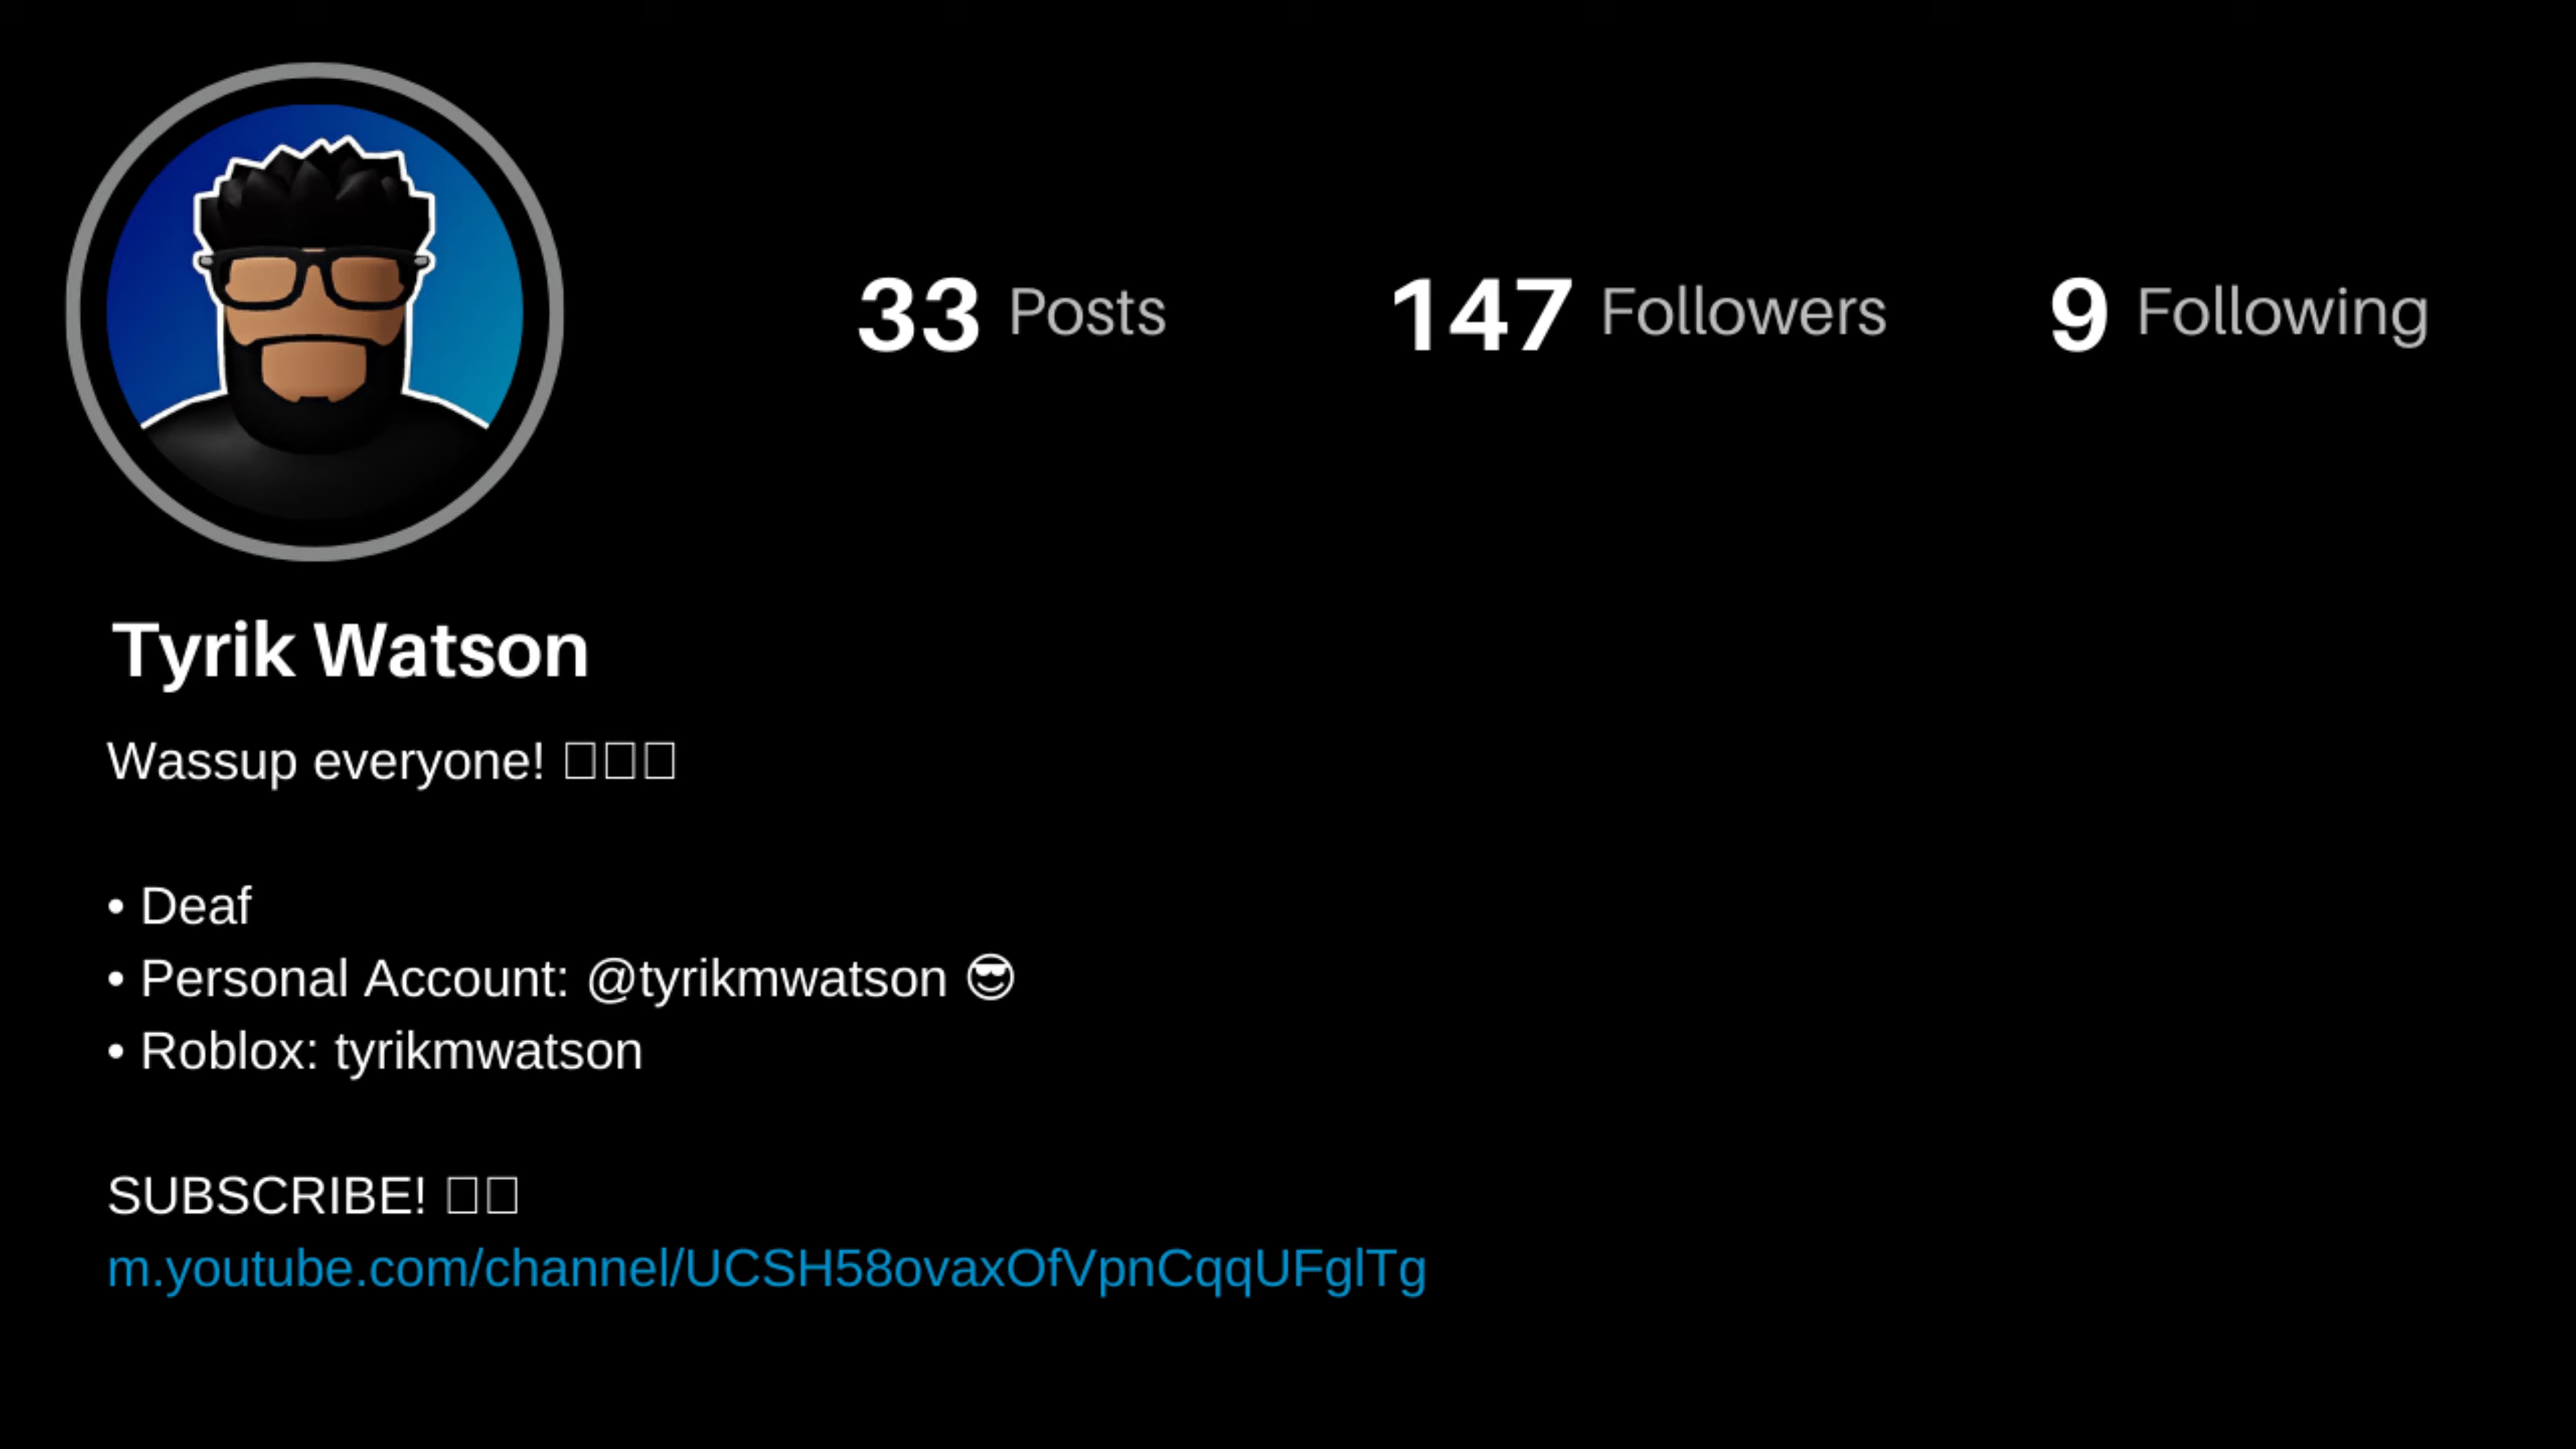 33 Posts 147 Followers 9 Following
Tyrik Watson
Wassup everyone! □□□
• Deaf
• Personal Account: @tyrikmwatson 😎
• Roblox: tyrikmwatson
SUBSCRIBE! □□
m.youtube.com/channel/UCSH58ovaxOfVpnCqqUFglTg